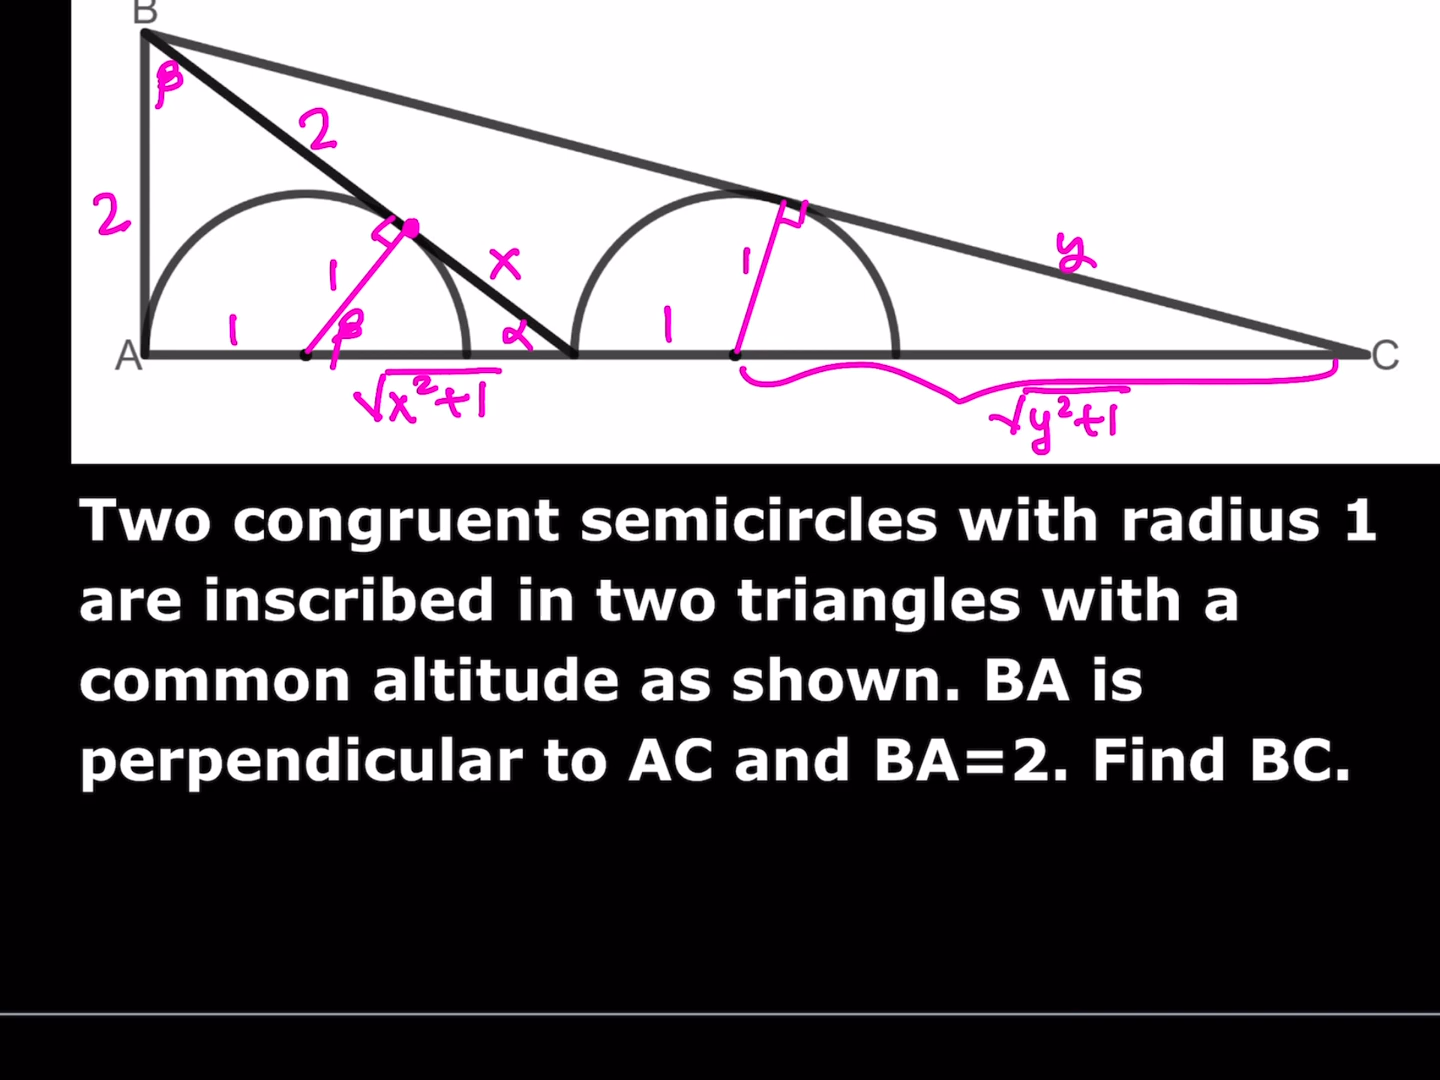 B
β
2
2
x
1
y
1
1
β
α
1
A
C
√x²+1
√y²+1
Two congruent semicircles with radius 1
are inscribed in two triangles with a
common altitude as shown. BA is
perpendicular to AC and BA=2. Find BC.